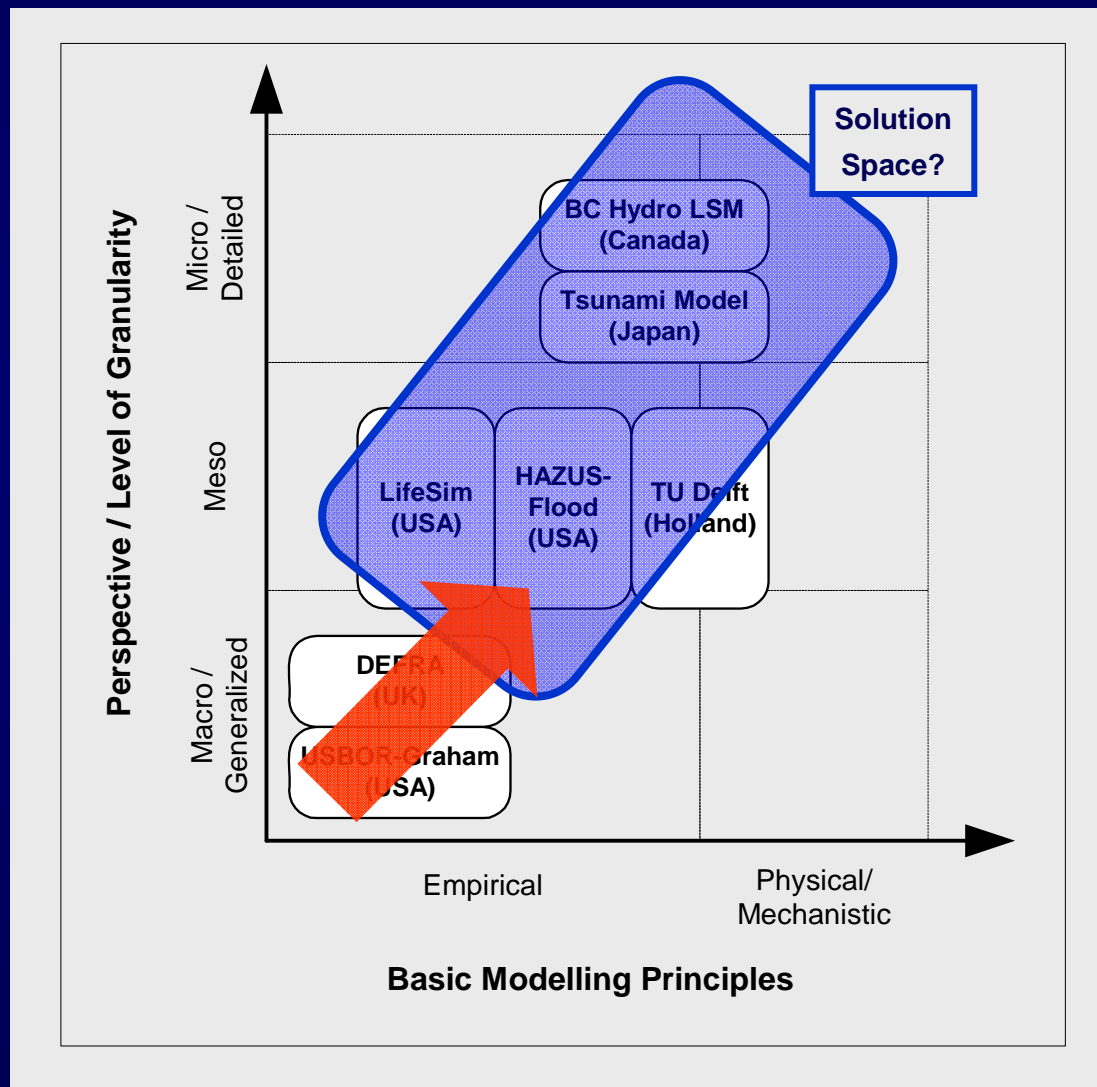 Solution
Space?
Perspective / Level of Granularity
Micro /
Detailed
Meso
Macro /
Generalized
BC Hydro LSM
(Canada)
Tsunami Model
(Japan)
LifeSim
(USA)
HAZUS-
Flood
(USA)
TU Delft
(Holland)
DEFRA
(UK)
USBOR-Graham
(USA)
Empirical
Physical/
Mechanistic
Basic Modelling Principles